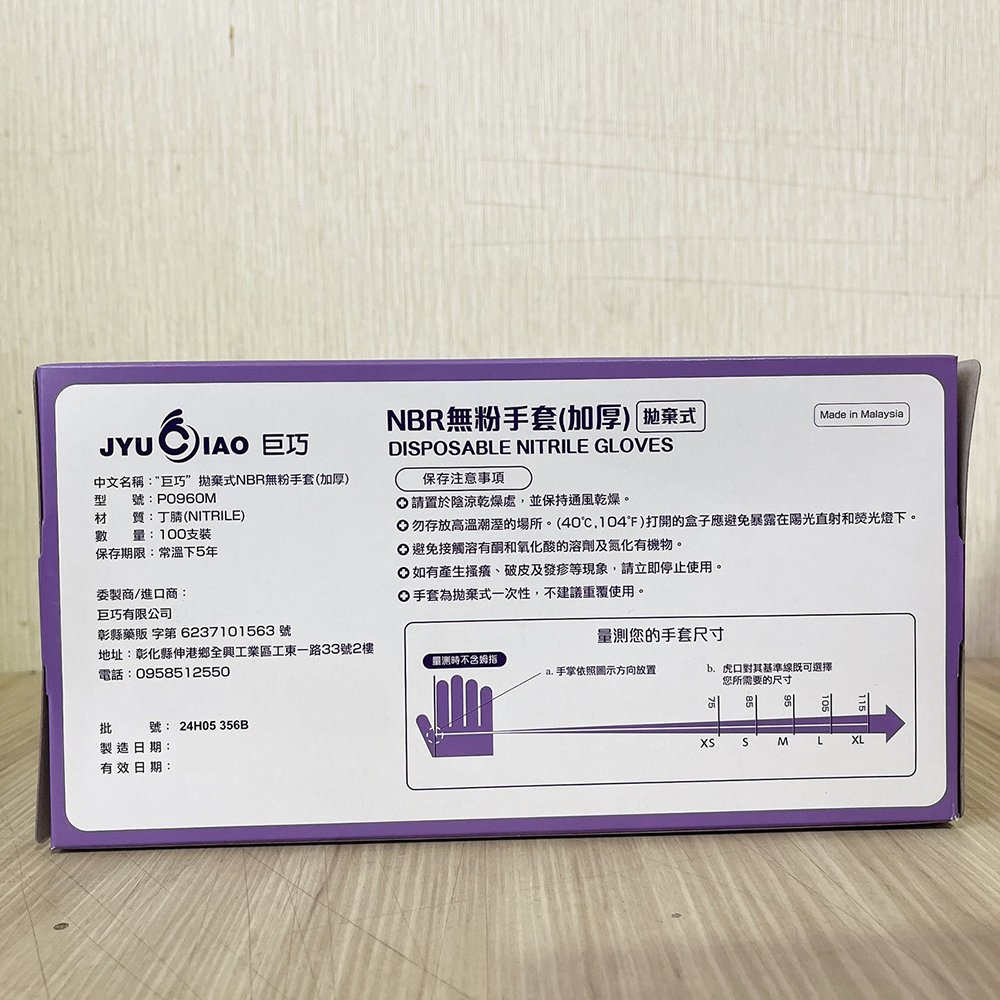 JYU QIAO 巨巧
中文名稱：“巨巧”拋棄式NBR無粉手套(加厚)
型 號：P0960M
材 質：丁腈(NITRILE)
數 量：100支裝
保存期限：常溫下5年
委製商/進口商：
巨巧有限公司
彰縣藥販 字第 6237101563 號
地址：彰化縣伸港鄉全興工業區工東一路33號2樓
電話：0958512550
批 號： 24H05 356B
製造日期：
有效日期：
NBR無粉手套(加厚) 拋棄式
DISPOSABLE NITRILE GLOVES
Made in Malaysia
保存注意事項
請置於陰涼乾燥處，並保持通風乾燥。
勿存放高溫潮溼的場所。(40℃,104℉)打開的盒子應避免暴露在陽光直射和熒光燈下。
避免接觸溶有酮和氧化酸的溶劑及氮化有機物。
如有產生搔癢、破皮及發疹等現象，請立即停止使用。
手套為拋棄式一次性，不建議重覆使用。
量測您的手套尺寸
量測時不含姆指
a. 手掌依照圖示方向放置
b. 虎口對其基準線既可選擇
您所需要的尺寸
75 85 95 105 115
XS S M L XL